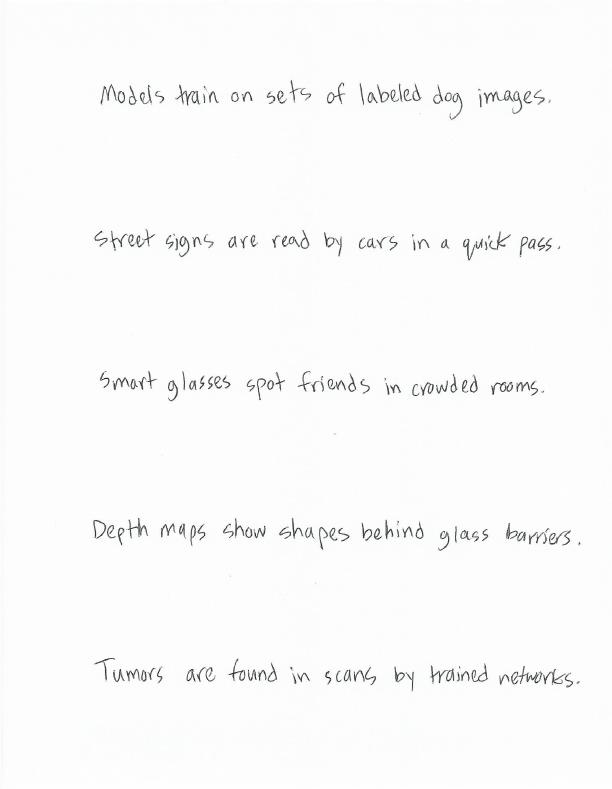 Models train on sets of labeled dog images.
Street signs are read by cars in a quick pass.
Smart glasses spot friends in crowded rooms.
Depth maps show shapes behind glass barriers.
Tumors are found in scans by trained networks.